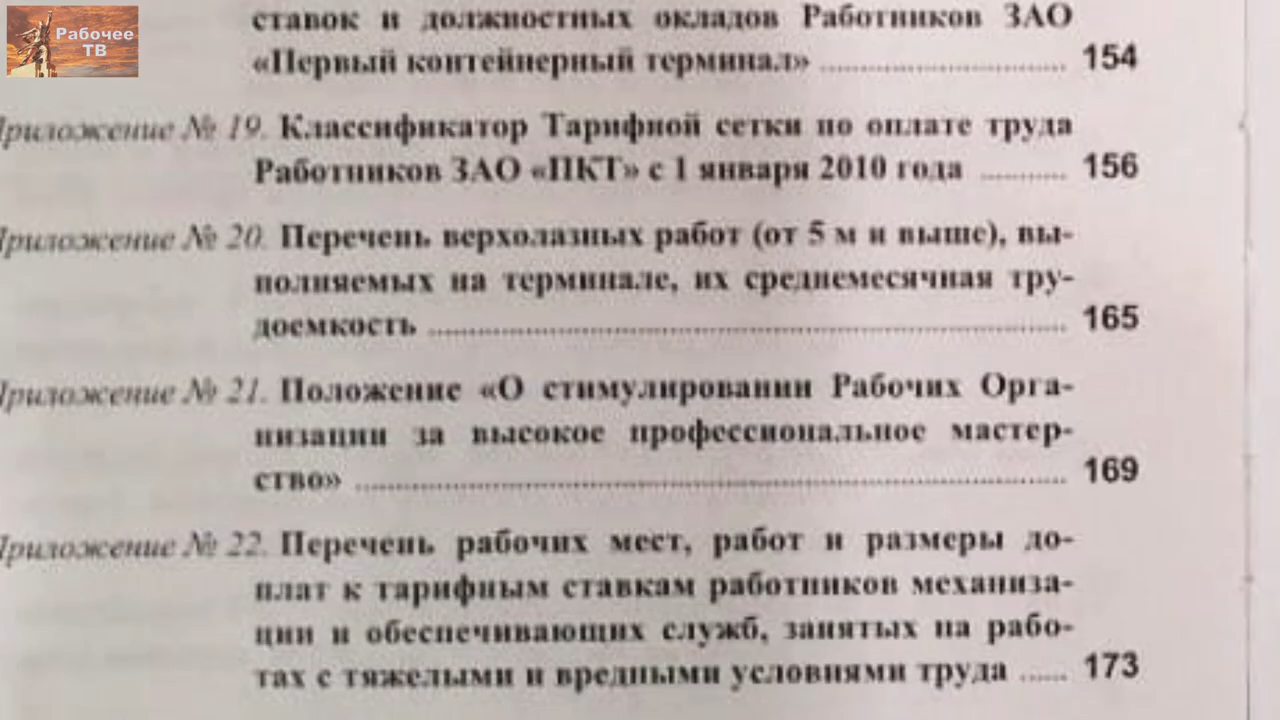 Рабочее
ТВ
ставок и должностных окладов Работников ЗАО
«Первый контейнерный терминал» .............................. 154
Приложение № 19. Классификатор Тарифной сетки по оплате труда
Работников ЗАО «ПКТ» с 1 января 2010 года ........... 156
Приложение № 20. Перечень верхолазных работ (от 5 м и выше), вы-
полняемых на терминале, их среднемесячная тру-
доемкость ................................................................................ 165
Приложение № 21. Положение «О стимулировании Рабочих Орга-
низации за высокое профессиональное мастер-
ство» ......................................................................................... 169
Приложение № 22. Перечень рабочих мест, работ и размеры до-
плат к тарифным ставкам работников механиза-
ции и обеспечивающих служб, занятых на рабо-
тах с тяжелыми и вредными условиями труда ...... 173